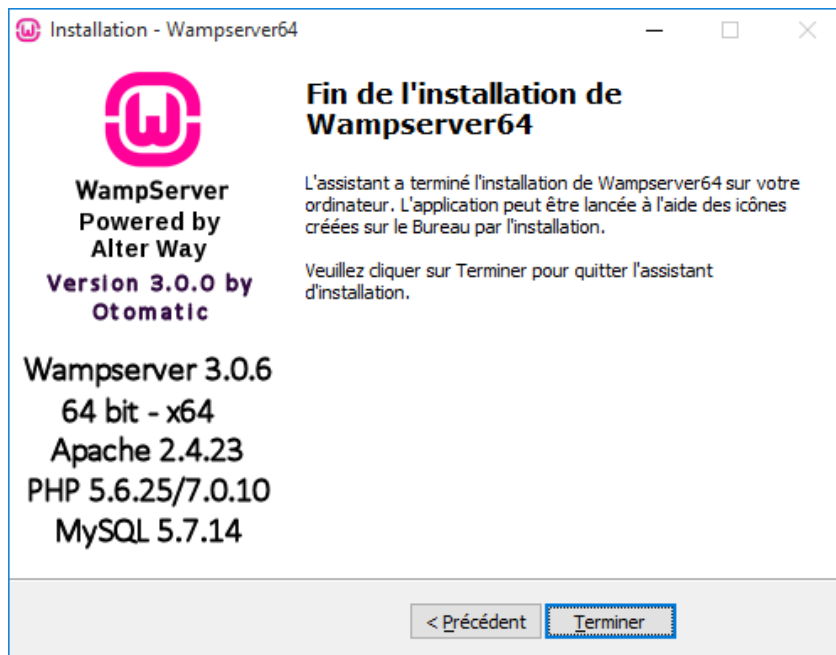 Installation - Wampserver64
WampServer
Powered by
Alter Way
Version 3.0.0 by
Otomatic
Wampserver 3.0.6
64 bit - x64
Apache 2.4.23
PHP 5.6.25/7.0.10
MySQL 5.7.14
Fin de l'installation de
Wampserver64
L'assistant a terminé l'installation de Wampserver64 sur votre
ordinateur. L'application peut être lancée à l'aide des icônes
créées sur le Bureau par l'installation.
Veuillez cliquer sur Terminer pour quitter l'assistant
d'installation.
< Précédent
Terminer